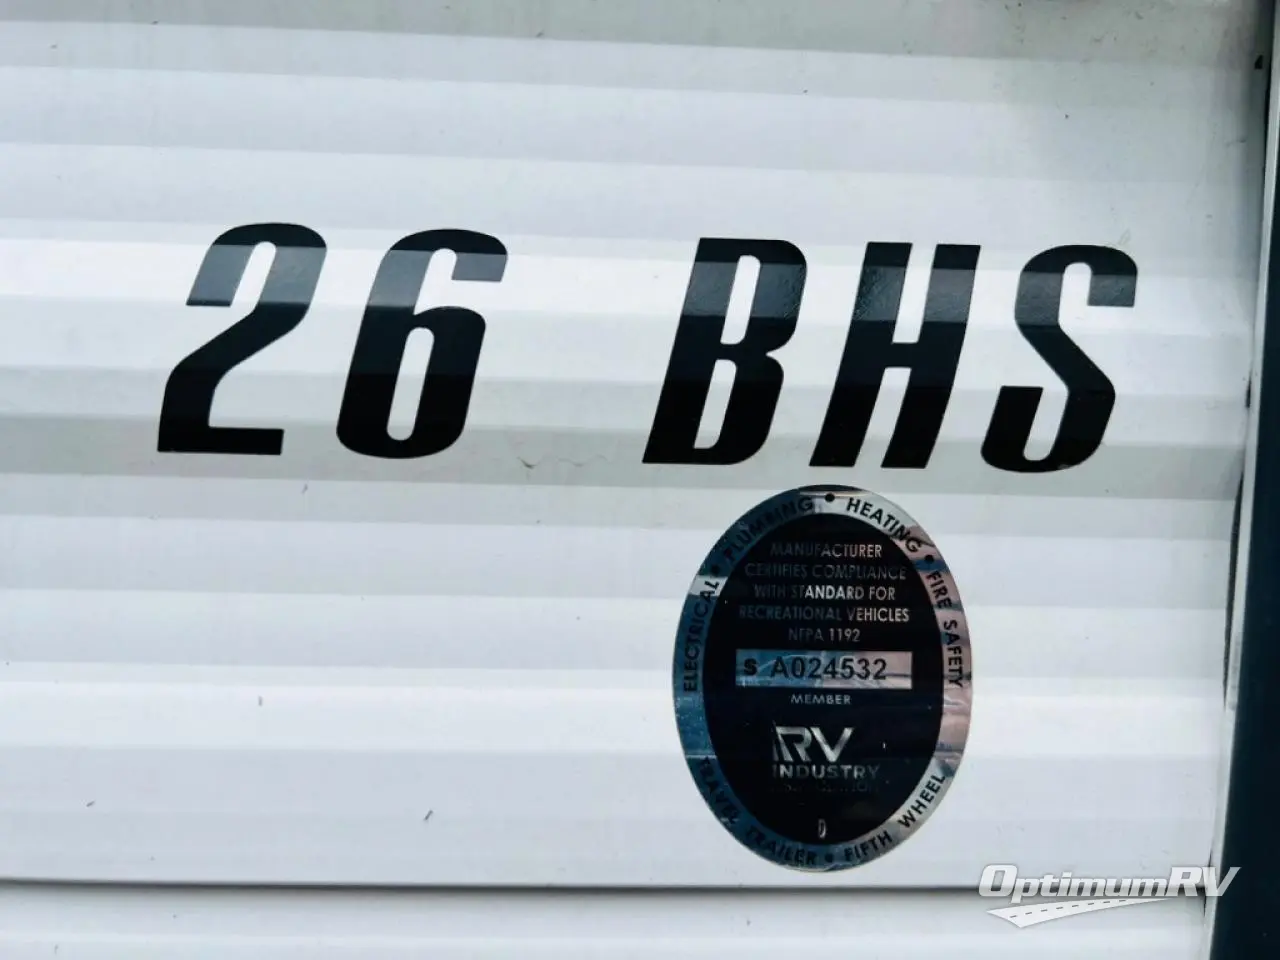 26 BHS
ELECTRICAL • PLUMBING • HEATING • FIRE SAFETY
MANUFACTURER
CERTIFIES COMPLIANCE
WITH STANDARD FOR
RECREATIONAL VEHICLES
NFPA 1192
S A024532
MEMBER
RV
INDUSTRY
ASSOCIATION
D
TRAVEL TRAILER • FIFTH WHEEL
OptimumRV